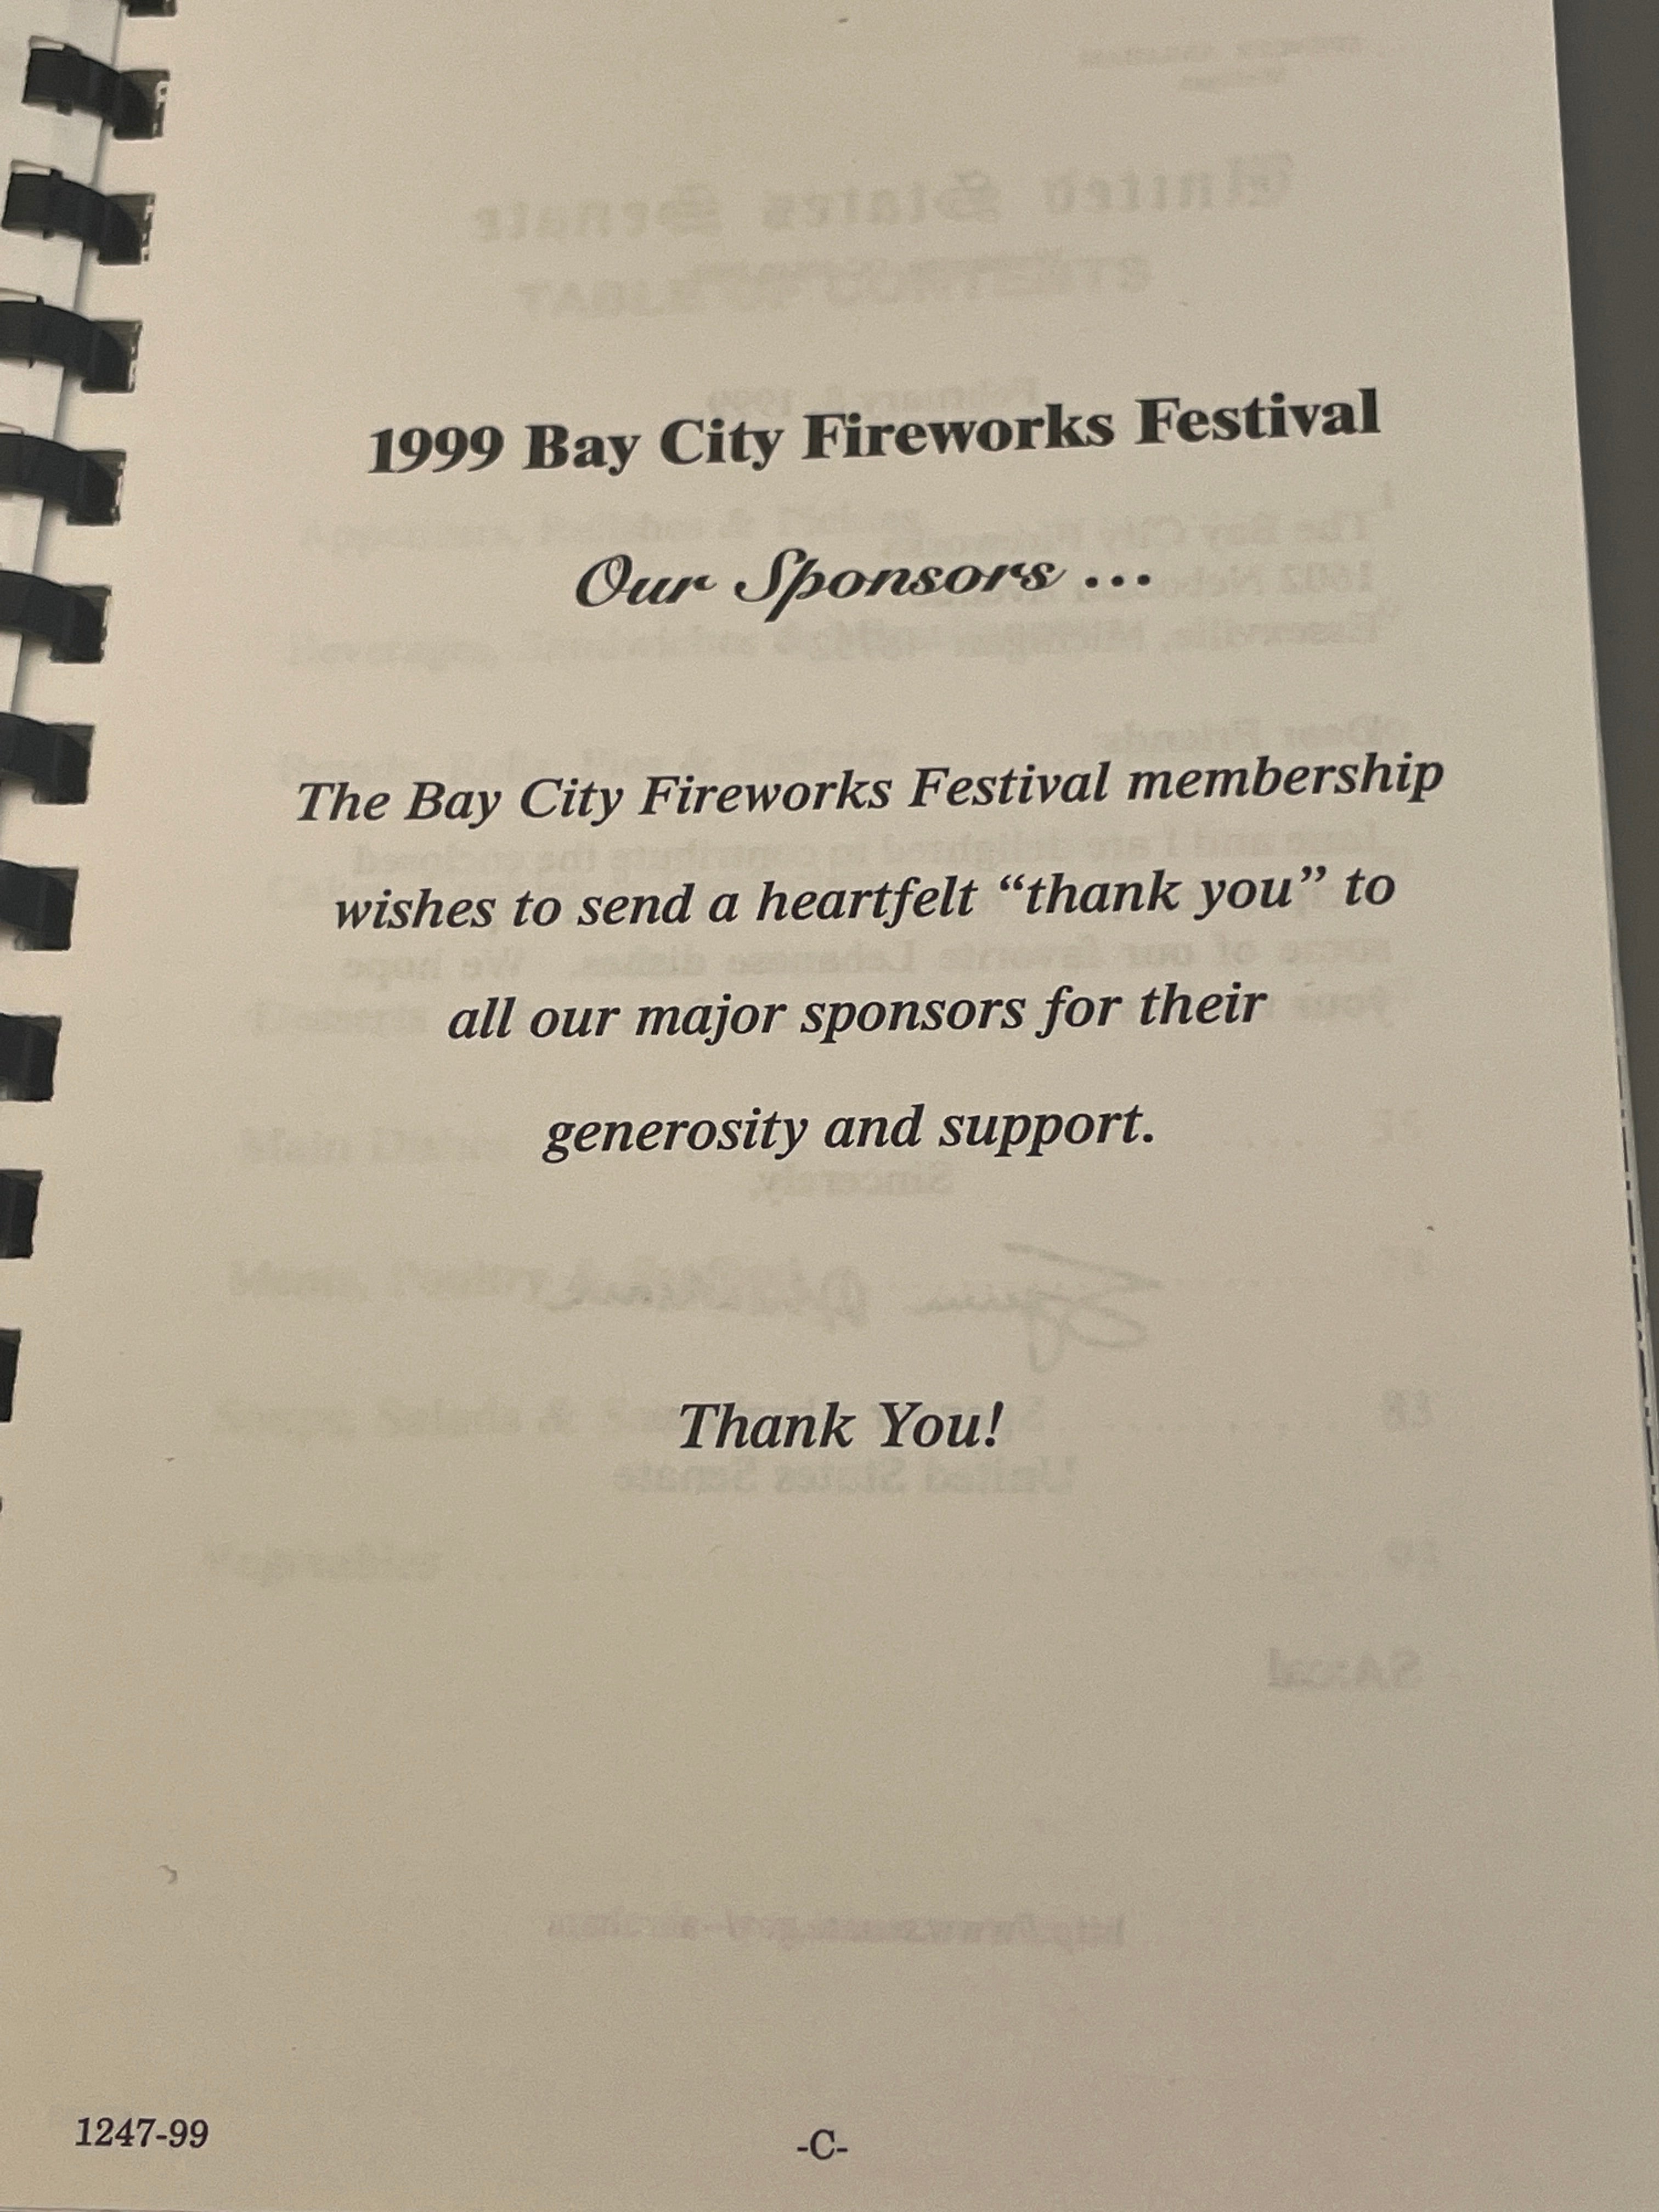 1999 Bay City Fireworks Festival
Our Sponsors ...
The Bay City Fireworks Festival membership
wishes to send a heartfelt “thank you” to
all our major sponsors for their
generosity and support.
Thank You!
1247-99
-C-